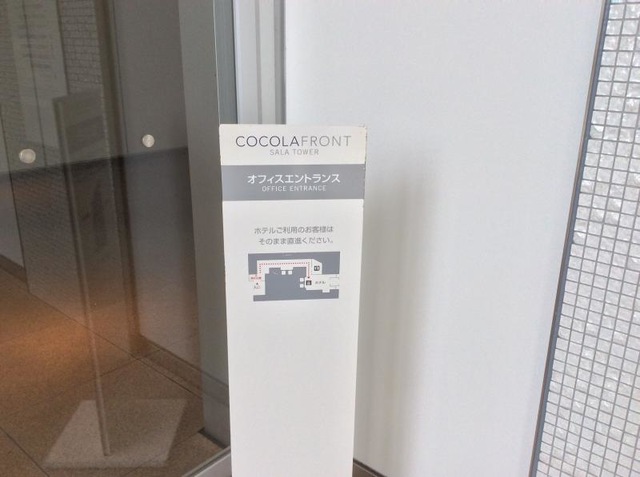 COCOLAFRONT
SALA TOWER
オフィスエントランス
OFFICE ENTRANCE
ホテルご利用のお客様は
そのまま直進ください。